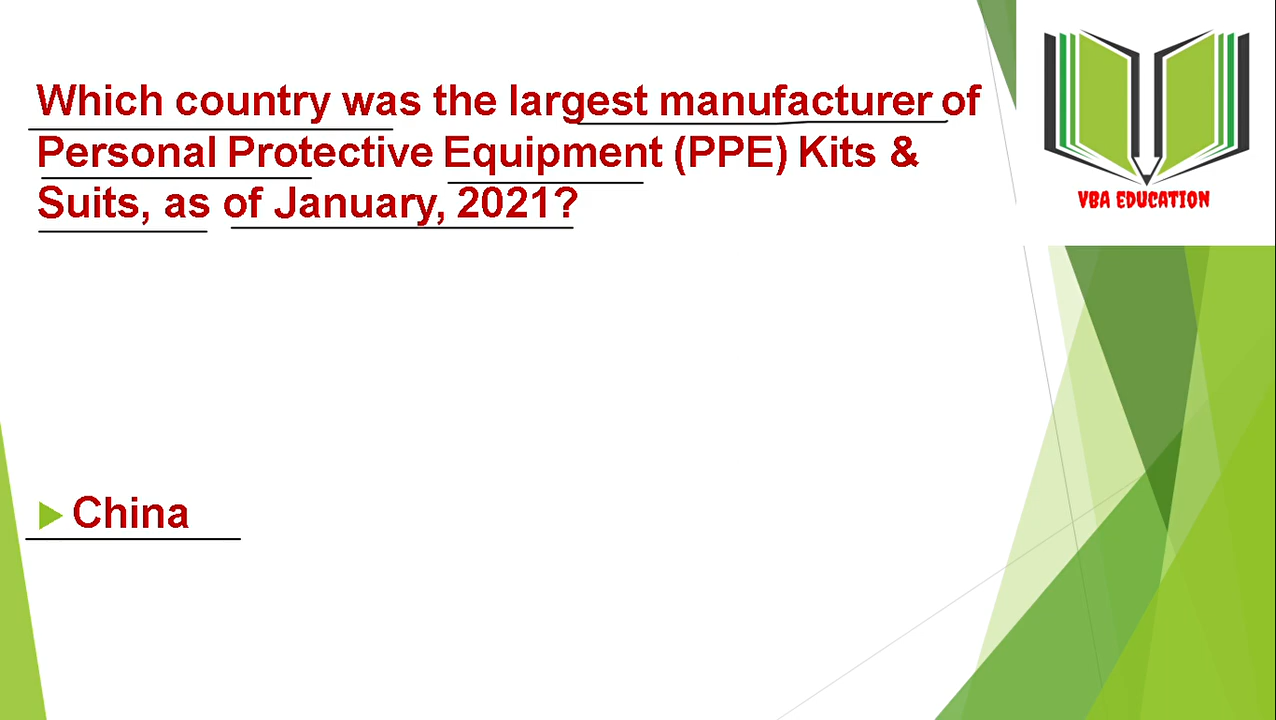 Which country was the largest manufacturer of
Personal Protective Equipment (PPE) Kits &
Suits, as of January, 2021?
VBA EDUCATION
China